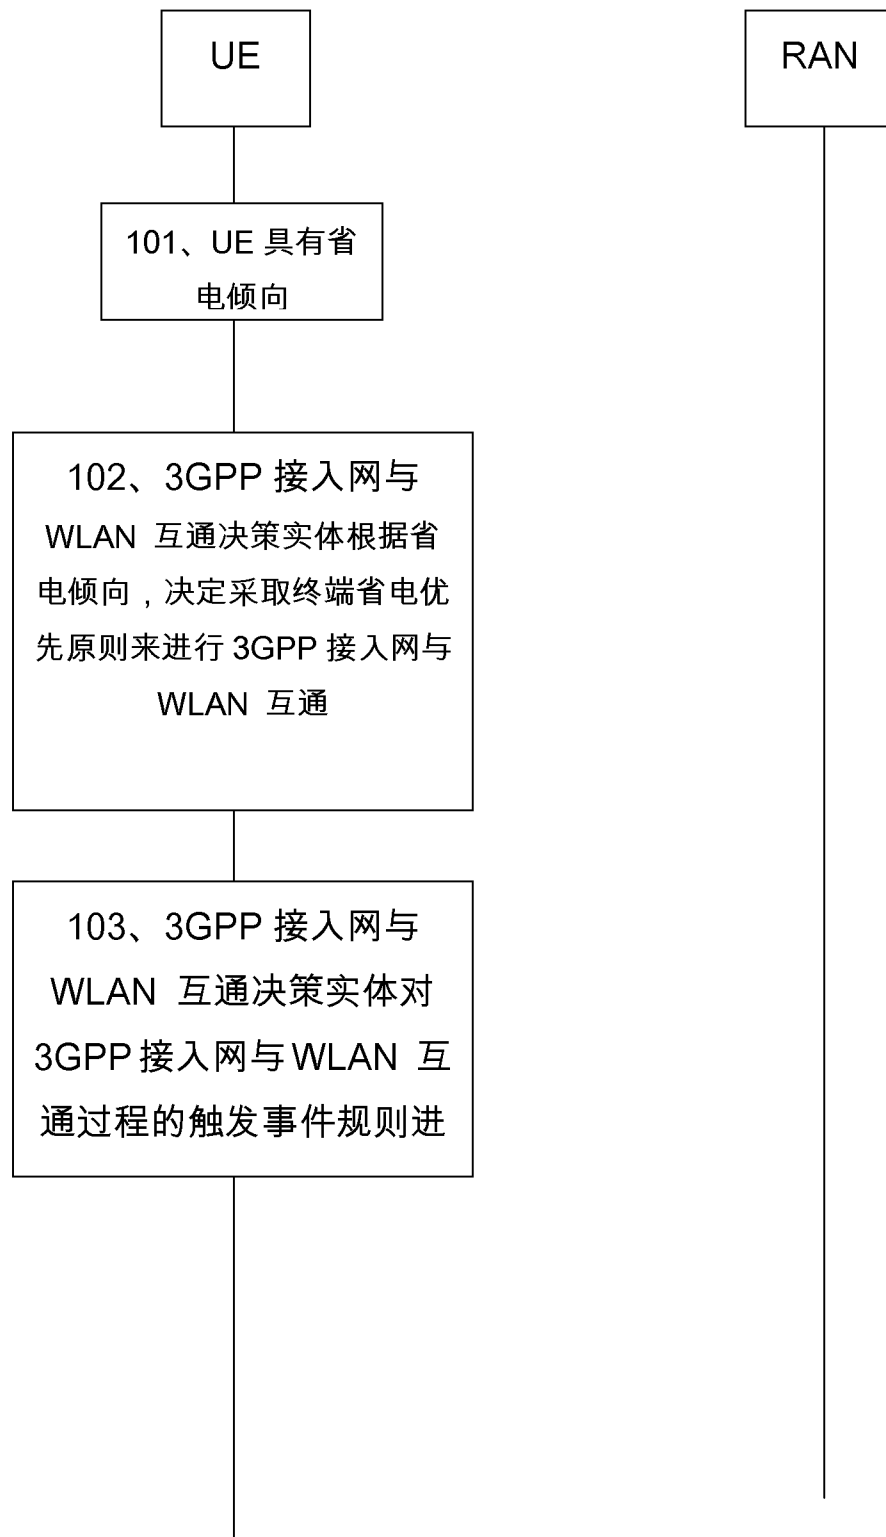 UE
RAN
101、UE 具有省
电倾向
102、3GPP 接入网与
WLAN 互通决策实体根据省
电倾向，决定采取终端省电优
先原则来进行 3GPP 接入网与
WLAN 互通
103、3GPP 接入网与
WLAN 互通决策实体对
3GPP 接入网与 WLAN 互
通过程的触发事件规则进